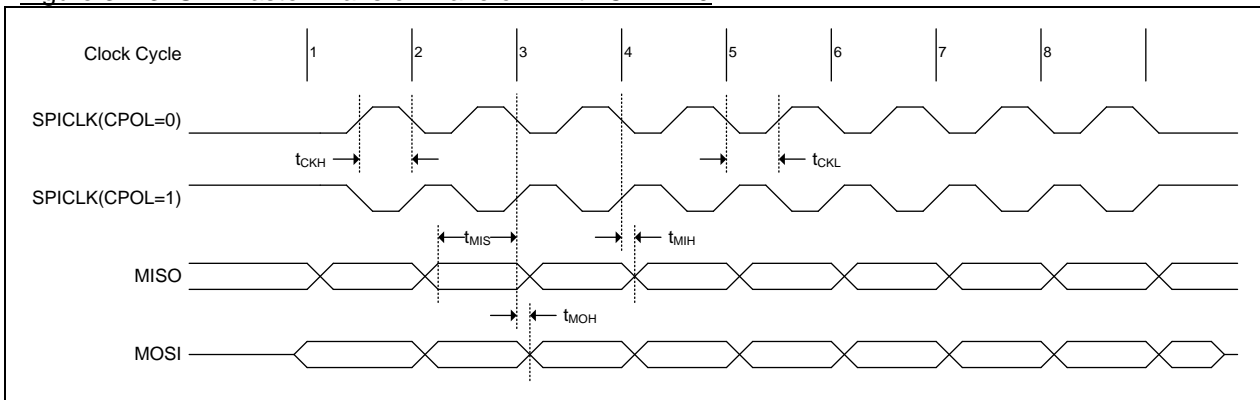 Clock Cycle 1 2 3 4 5 6 7 8
SPICLK(CPOL=0)
tCKH tCKL
SPICLK(CPOL=1)
tMIS tMIH
MISO
tMOH
MOSI